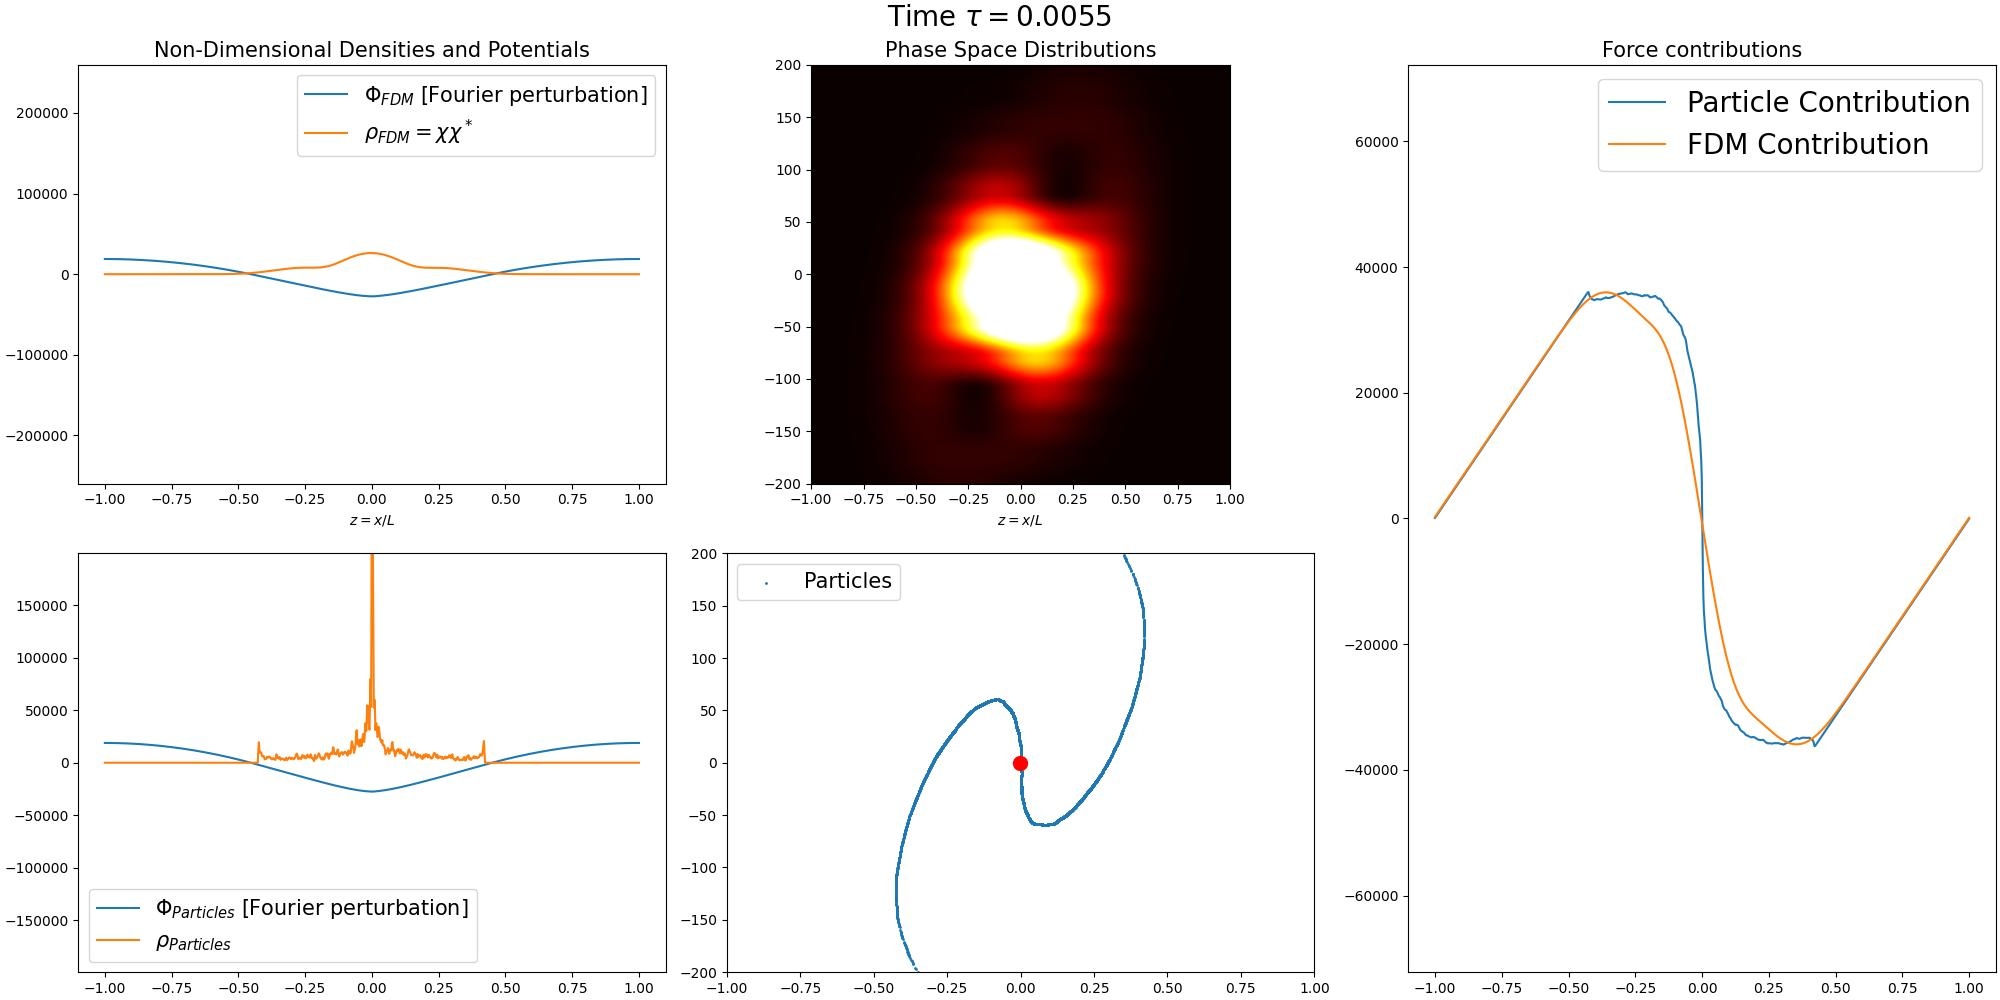 Time τ = 0.0055
Non-Dimensional Densities and Potentials
Φ_FDM [Fourier perturbation]
ρ_FDM = χχ*
200000
100000
0
−100000
−200000
−1.00 −0.75 −0.50 −0.25 0.00 0.25 0.50 0.75 1.00
z = x/L
Phase Space Distributions
200
150
100
50
0
−50
−100
−150
−200
−1.00 −0.75 −0.50 −0.25 0.00 0.25 0.50 0.75 1.00
z = x/L
Force contributions
Particle Contribution
FDM Contribution
60000
40000
20000
0
−20000
−40000
−60000
−1.00 −0.75 −0.50 −0.25 0.00 0.25 0.50 0.75 1.00
150000
100000
50000
0
−50000
−100000
−150000
Φ_Particles [Fourier perturbation]
ρ_Particles
−1.00 −0.75 −0.50 −0.25 0.00 0.25 0.50 0.75 1.00
Particles
200
150
100
50
0
−50
−100
−150
−200
−1.00 −0.75 −0.50 −0.25 0.00 0.25 0.50 0.75 1.00